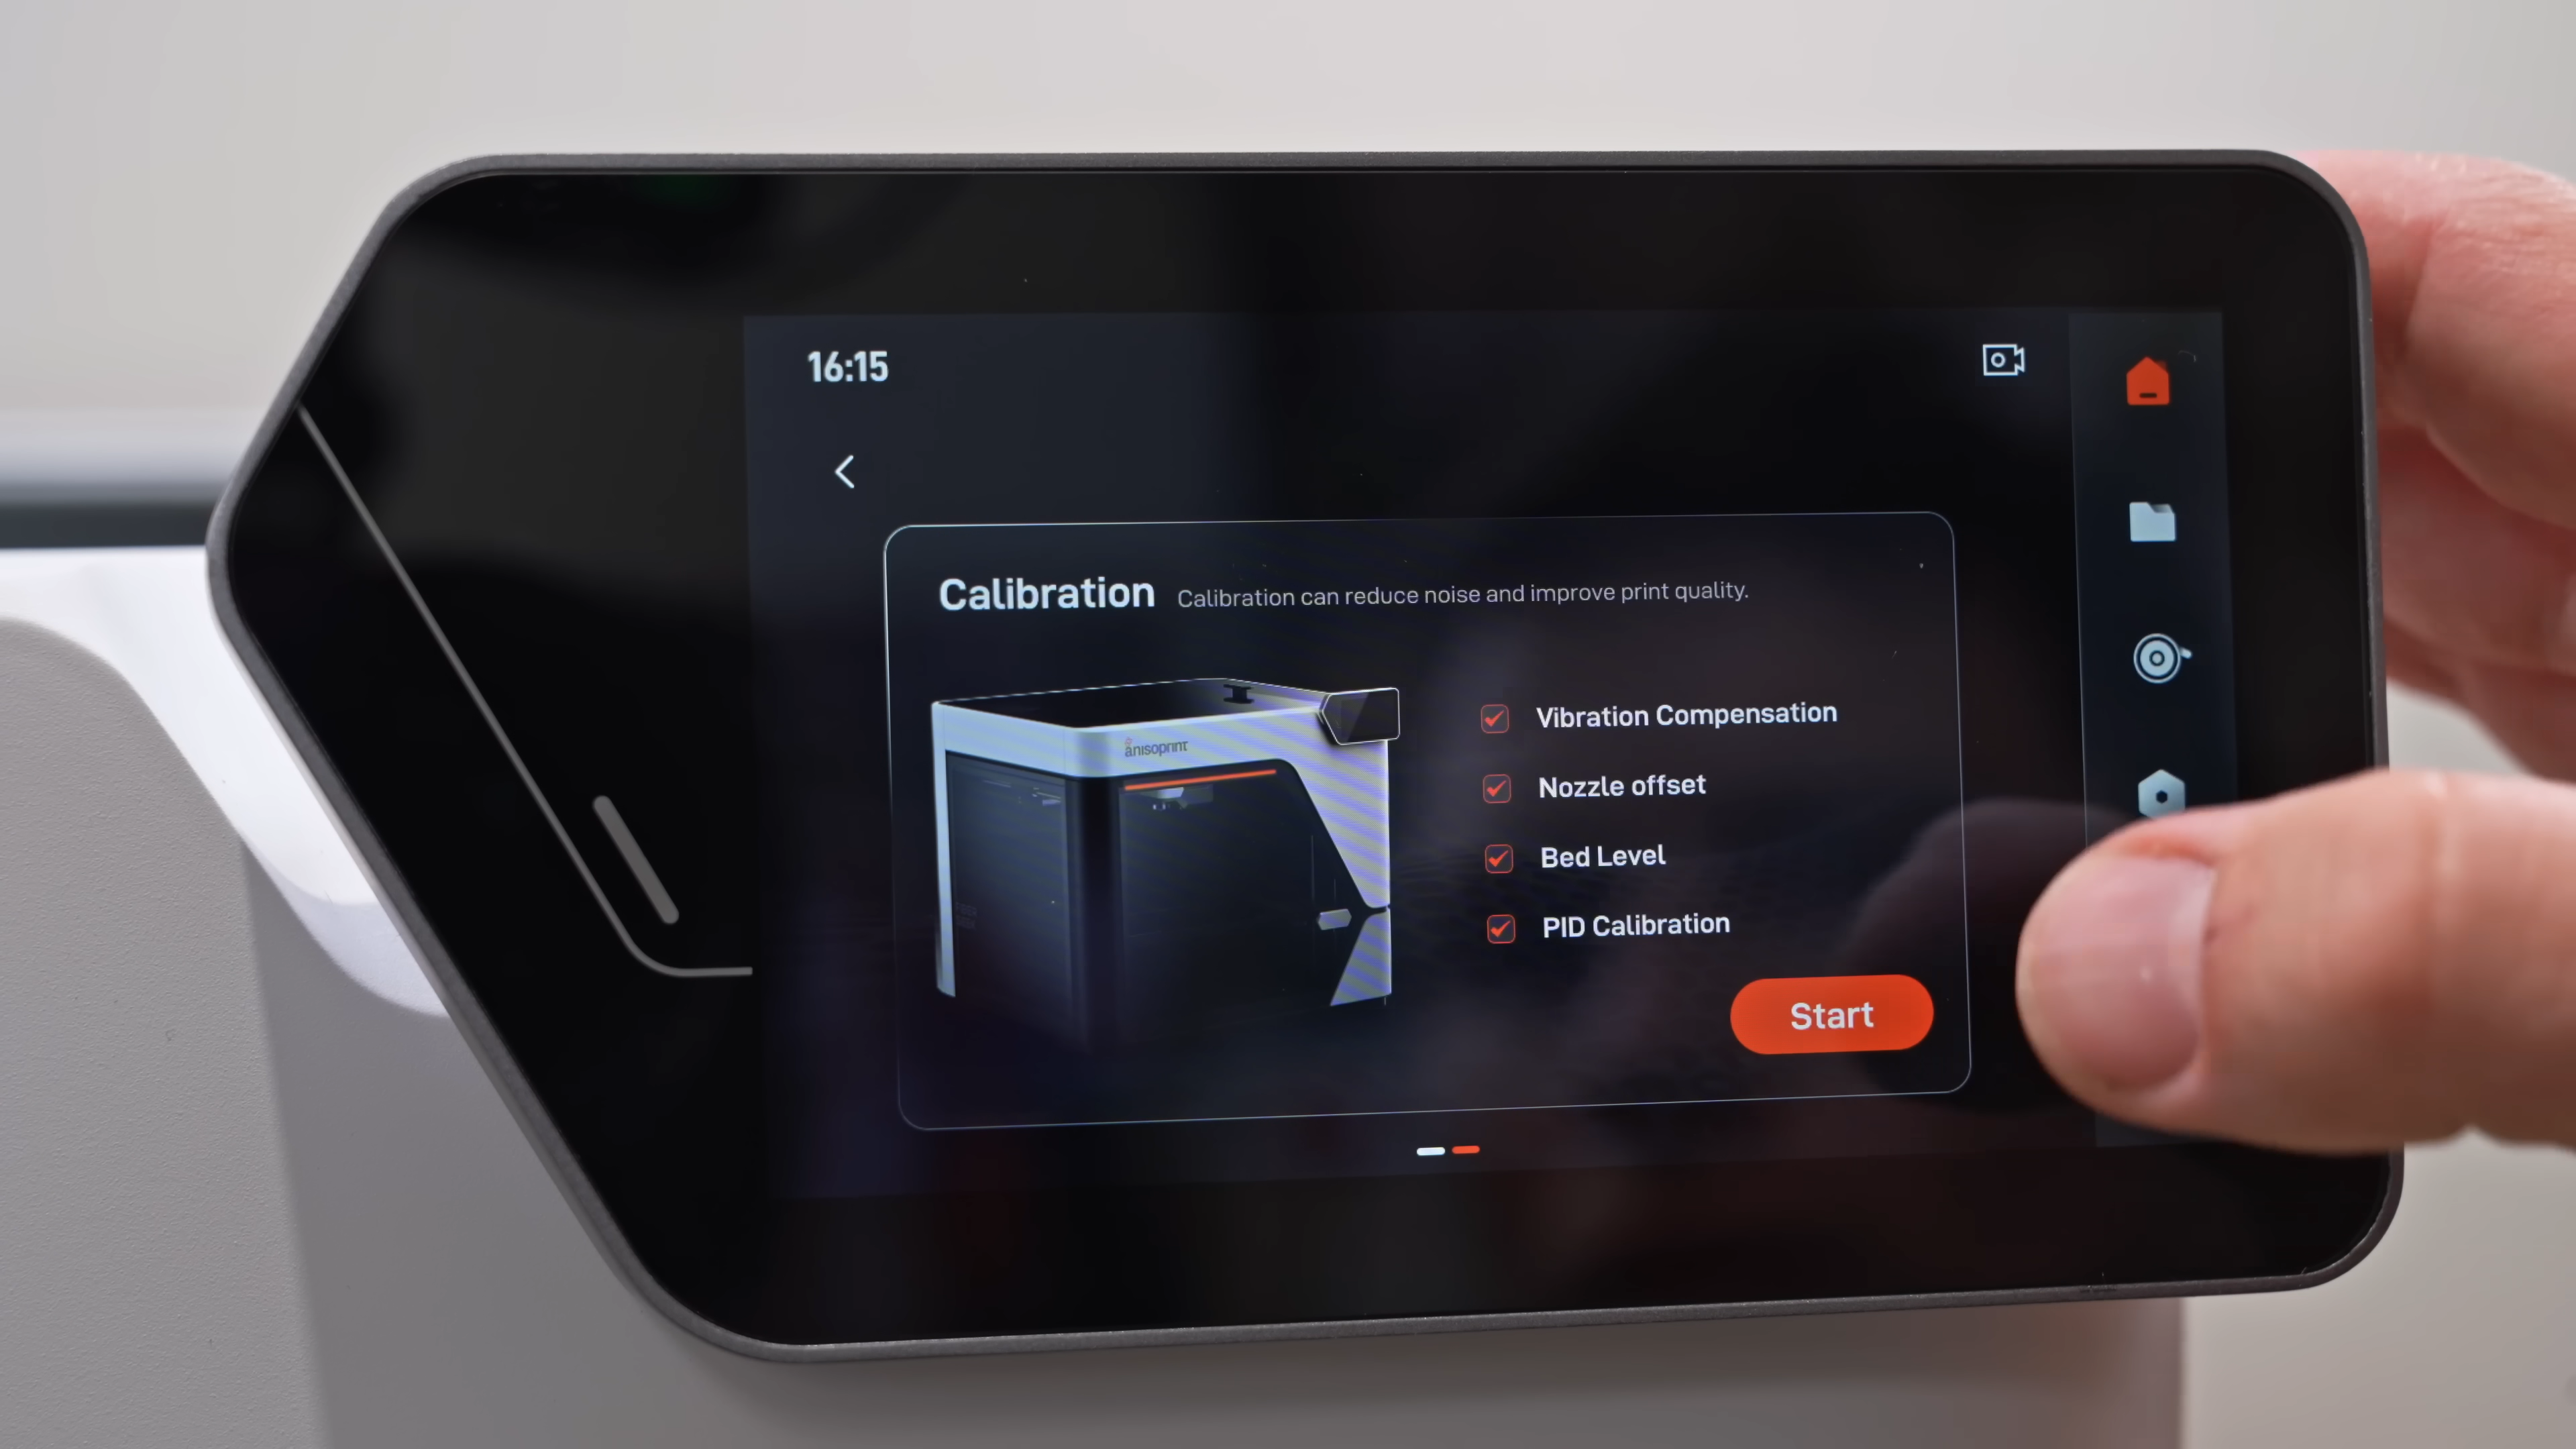 16:15
Calibration Calibration can reduce noise and improve print quality.
anisoprint
Vibration Compensation
Nozzle offset
Bed Level
PID Calibration
Start